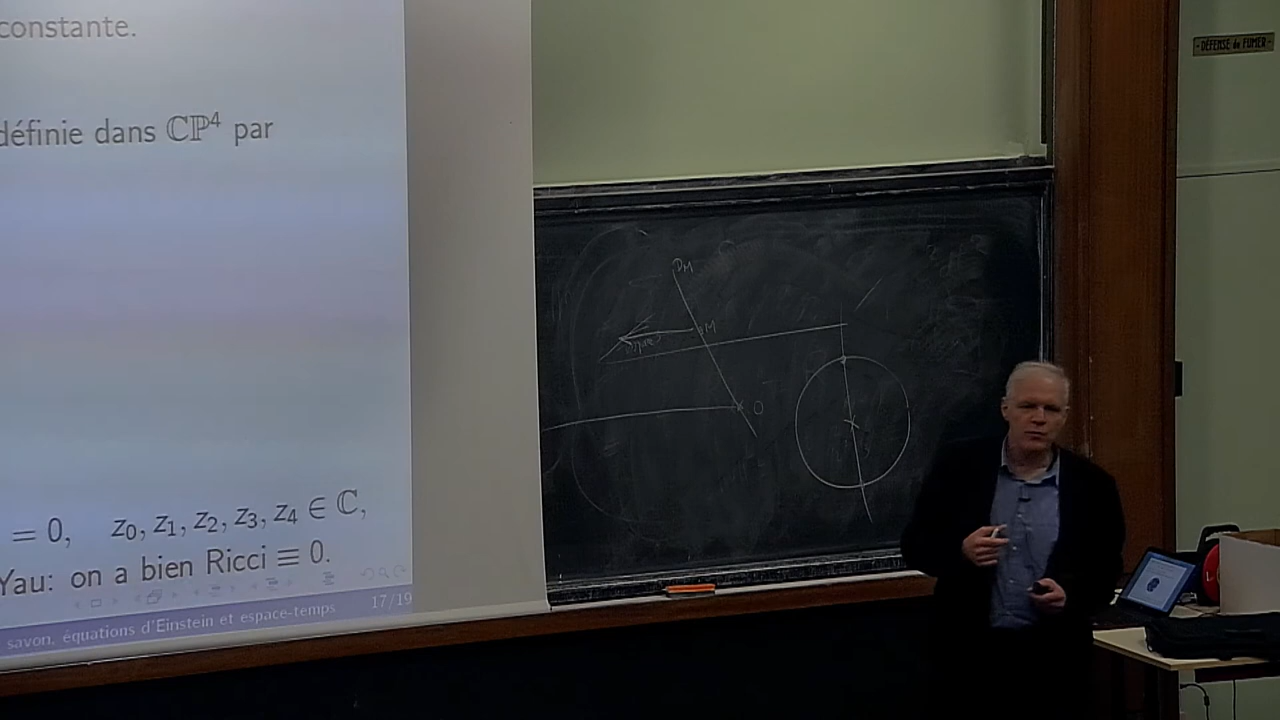 constante.
définie dans ℂℙ⁴ par
= 0, z₀, z₁, z₂, z₃, z₄ ∈ ℂ,
Yau: on a bien Ricci ≡ 0.
savon, équations d'Einstein et espace-temps 17/19
D_M
M
O
DÉFENSE de FUMER